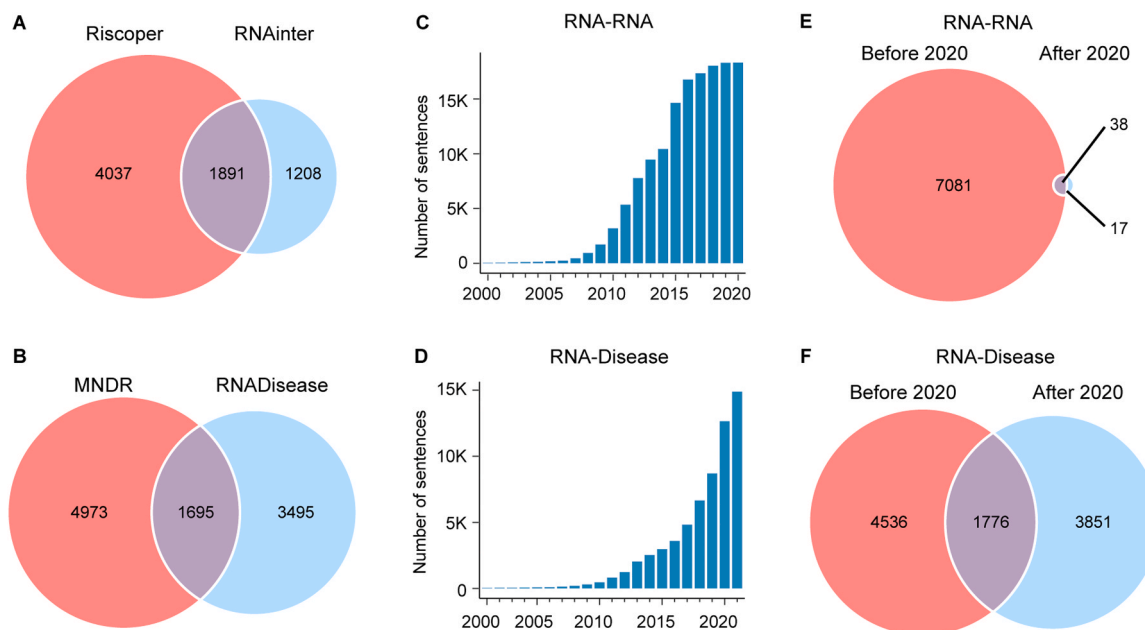 A
Riscoper
RNAinter
4037
1891
1208
B
MNDR
RNADisease
4973
1695
3495
C
RNA-RNA
Number of sentences
15K
10K
5K
0
2000
2005
2010
2015
2020
D
RNA-Disease
Number of sentences
15K
10K
5K
0
2000
2005
2010
2015
2020
E
RNA-RNA
Before 2020
After 2020
7081
38
17
F
RNA-Disease
Before 2020
After 2020
4536
1776
3851